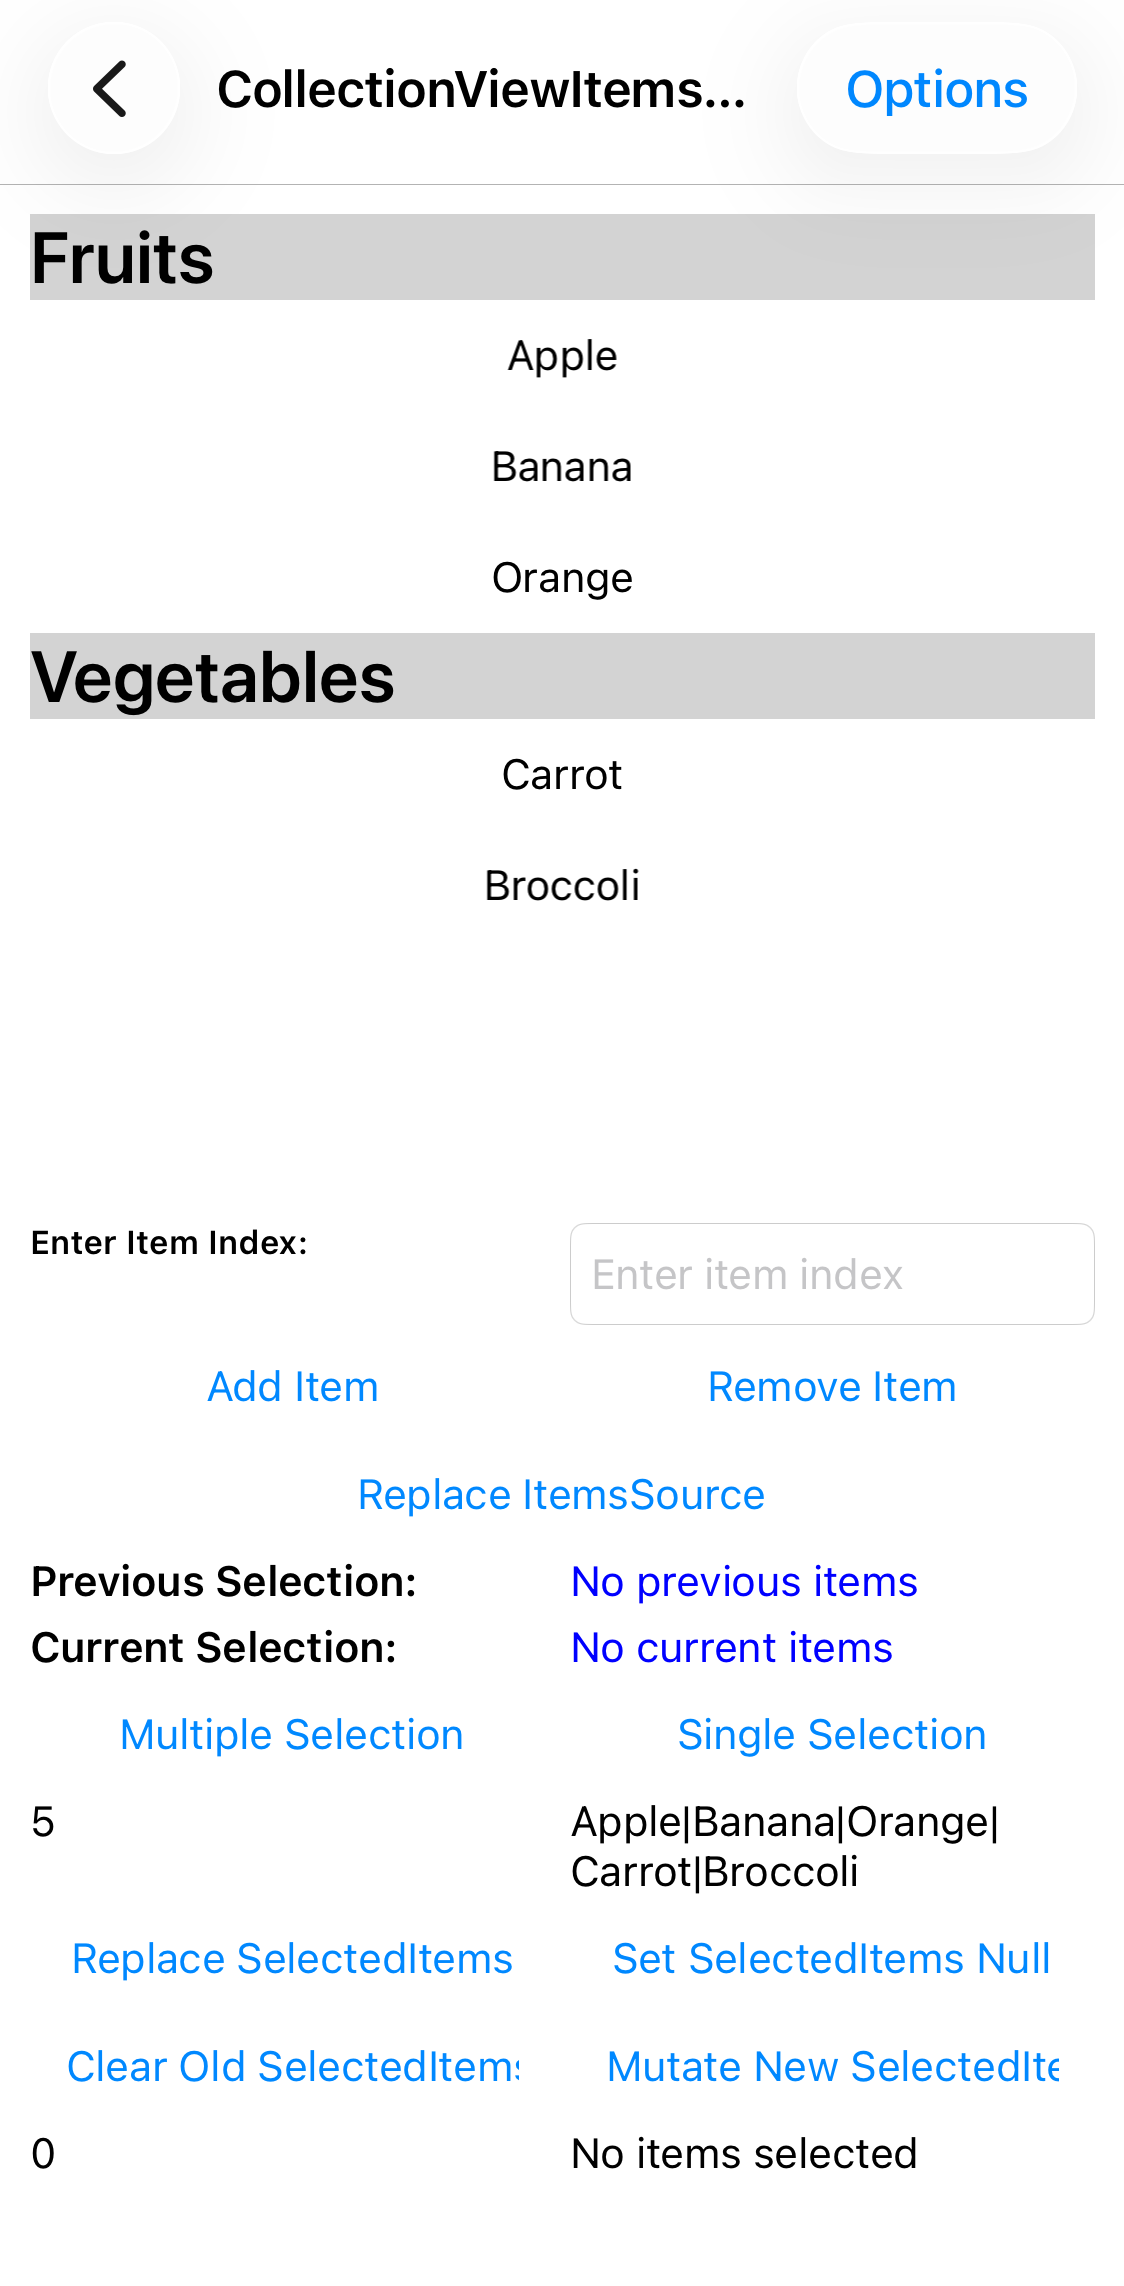 CollectionViewItems...
Options
Fruits
Apple
Banana
Orange
Vegetables
Carrot
Broccoli
Enter Item Index:
Enter item index
Add Item
Remove Item
Replace ItemsSource
Previous Selection:
No previous items
Current Selection:
No current items
Multiple Selection
Single Selection
5
Apple|Banana|Orange|
Carrot|Broccoli
Replace SelectedItems
Set SelectedItems Null
Clear Old SelectedItems
Mutate New SelectedIte
0
No items selected